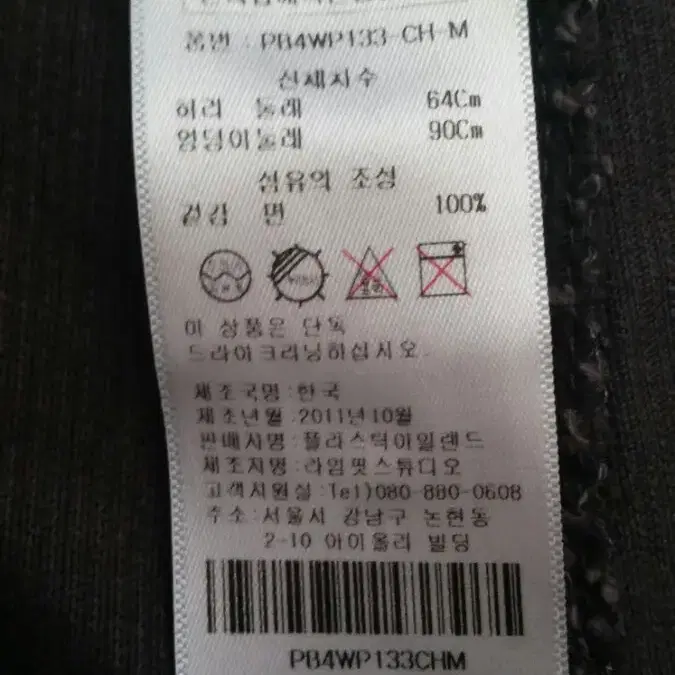 품번 : PB4WP133-CH-M
신체치수
허리 둘레 64Cm
엉덩이둘레 90Cm
섬유의 조성
겉감 면 100%
이 상품은 단독
드라이크리닝하십시오.
제조국명:한국
제조년월:2011년10월
판매자명:플라스틱아일랜드
제조자명:라임팟스튜디오
고객지원실:Tel)080-880-0608
주소:서울시 강남구 논현동
2-10 아이올리 빌딩
PB4WP133CHM